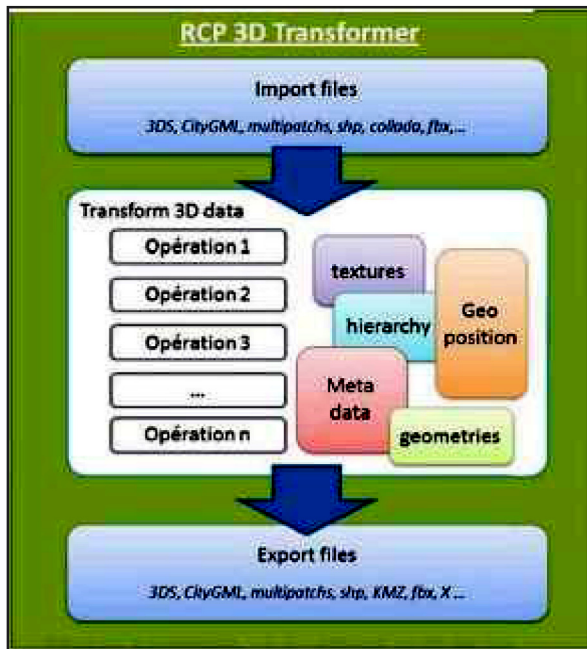 RCP 3D Transformer
Import files
3DS, CityGML, multipatchs, shp, collada, fbx,...
Transform 3D data
Opération 1
Opération 2
Opération 3
...
Opération n
textures
hierarchy
Geo
position
Meta
data
geometries
Export files
3DS, CityGML, multipatchs, shp, KMZ, fbx, X ...